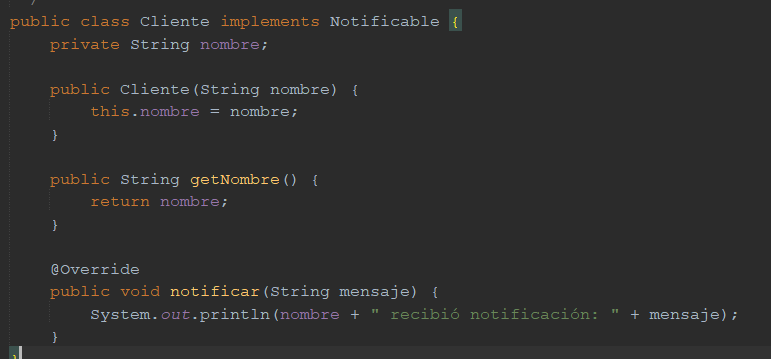 public class Cliente implements Notificable {
    private String nombre;

    public Cliente(String nombre) {
        this.nombre = nombre;
    }

    public String getNombre() {
        return nombre;
    }

    @Override
    public void notificar(String mensaje) {
        System.out.println(nombre + " recibió notificación: " + mensaje);
    }
}